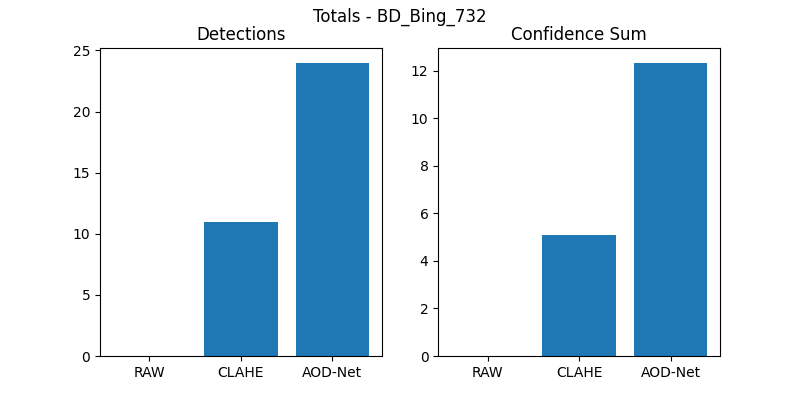 Totals - BD_Bing_732
Detections
25
20
15
10
5
0
RAW CLAHE AOD-Net
Confidence Sum
12
10
8
6
4
2
0
RAW CLAHE AOD-Net